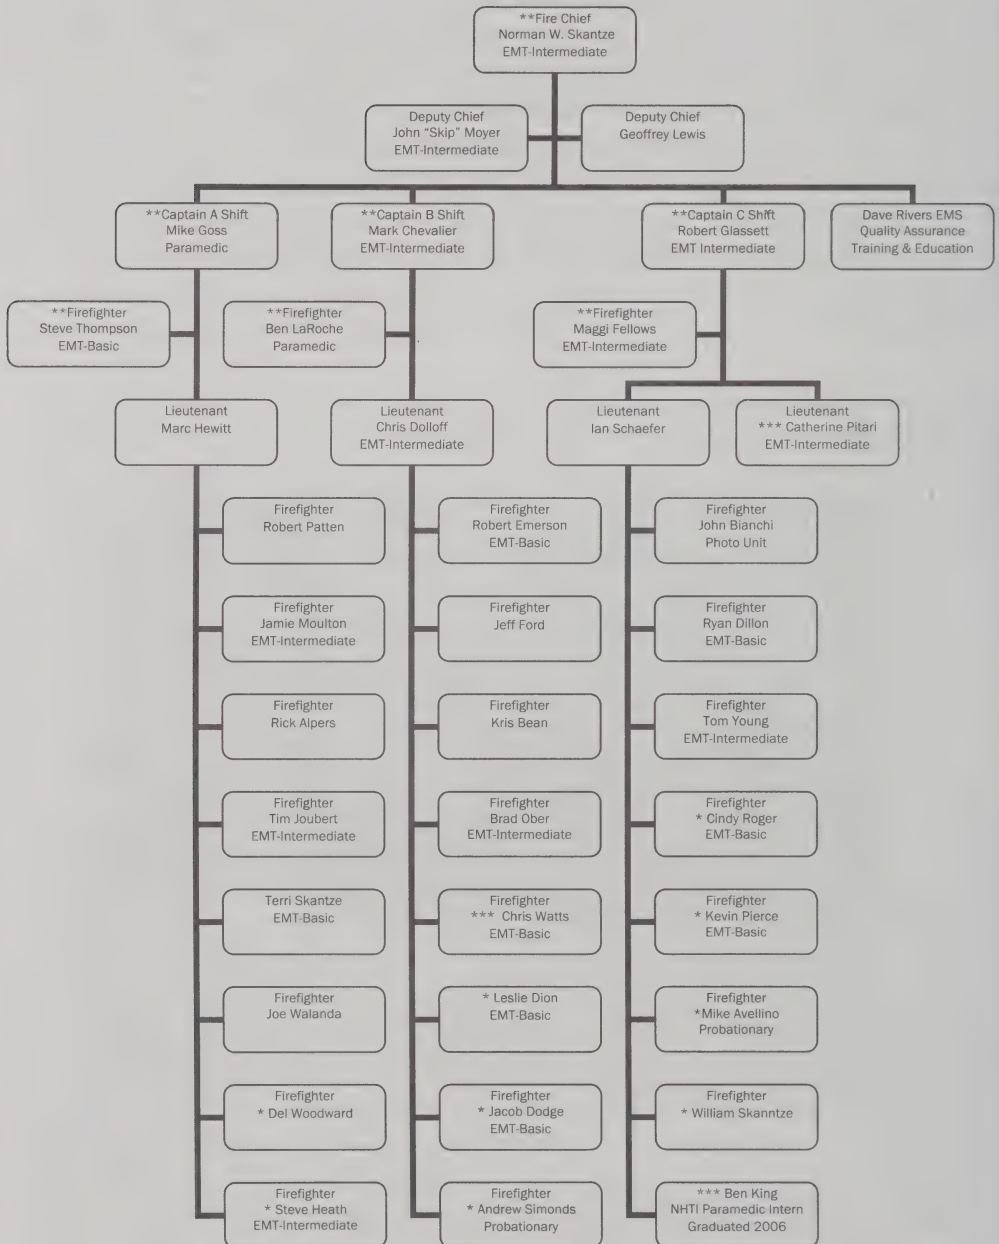 **Fire Chief
Norman W. Skantze
EMT-Intermediate
Deputy Chief
John "Skip" Moyer
EMT-Intermediate
Deputy Chief
Geoffrey Lewis
**Captain A Shift
Mike Goss
Paramedic
**Captain B Shift
Mark Chevalier
EMT-Intermediate
**Captain C Shift
Robert Glassett
EMT Intermediate
Dave Rivers EMS
Quality Assurance
Training & Education
**Firefighter
Steve Thompson
EMT-Basic
**Firefighter
Ben LaRoche
Paramedic
**Firefighter
Maggi Fellows
EMT-Intermediate
Lieutenant
Marc Hewitt
Lieutenant
Chris Dolloff
EMT-Intermediate
Lieutenant
Ian Schaefer
Lieutenant
*** Catherine Pitari
EMT-Intermediate
Firefighter
Robert Patten
Firefighter
Robert Emerson
EMT-Basic
Firefighter
John Bianchi
Photo Unit
Firefighter
Jamie Moulton
EMT-Intermediate
Firefighter
Jeff Ford
Firefighter
Ryan Dillon
EMT-Basic
Firefighter
Rick Alpers
Firefighter
Kris Bean
Firefighter
Tom Young
EMT-Intermediate
Firefighter
Tim Joubert
EMT-Intermediate
Firefighter
Brad Ober
EMT-Intermediate
Firefighter
* Cindy Roger
EMT-Basic
Terri Skantze
EMT-Basic
Firefighter
*** Chris Watts
EMT-Basic
Firefighter
* Kevin Pierce
EMT-Basic
Firefighter
Joe Walanda
* Leslie Dion
EMT-Basic
Firefighter
*Mike Avellino
Probationary
Firefighter
* Del Woodward
Firefighter
* Jacob Dodge
EMT-Basic
Firefighter
* William Skanntze
Firefighter
* Steve Heath
EMT-Intermediate
Firefighter
* Andrew Simonds
Probationary
*** Ben King
NHTI Paramedic Intern
Graduated 2006